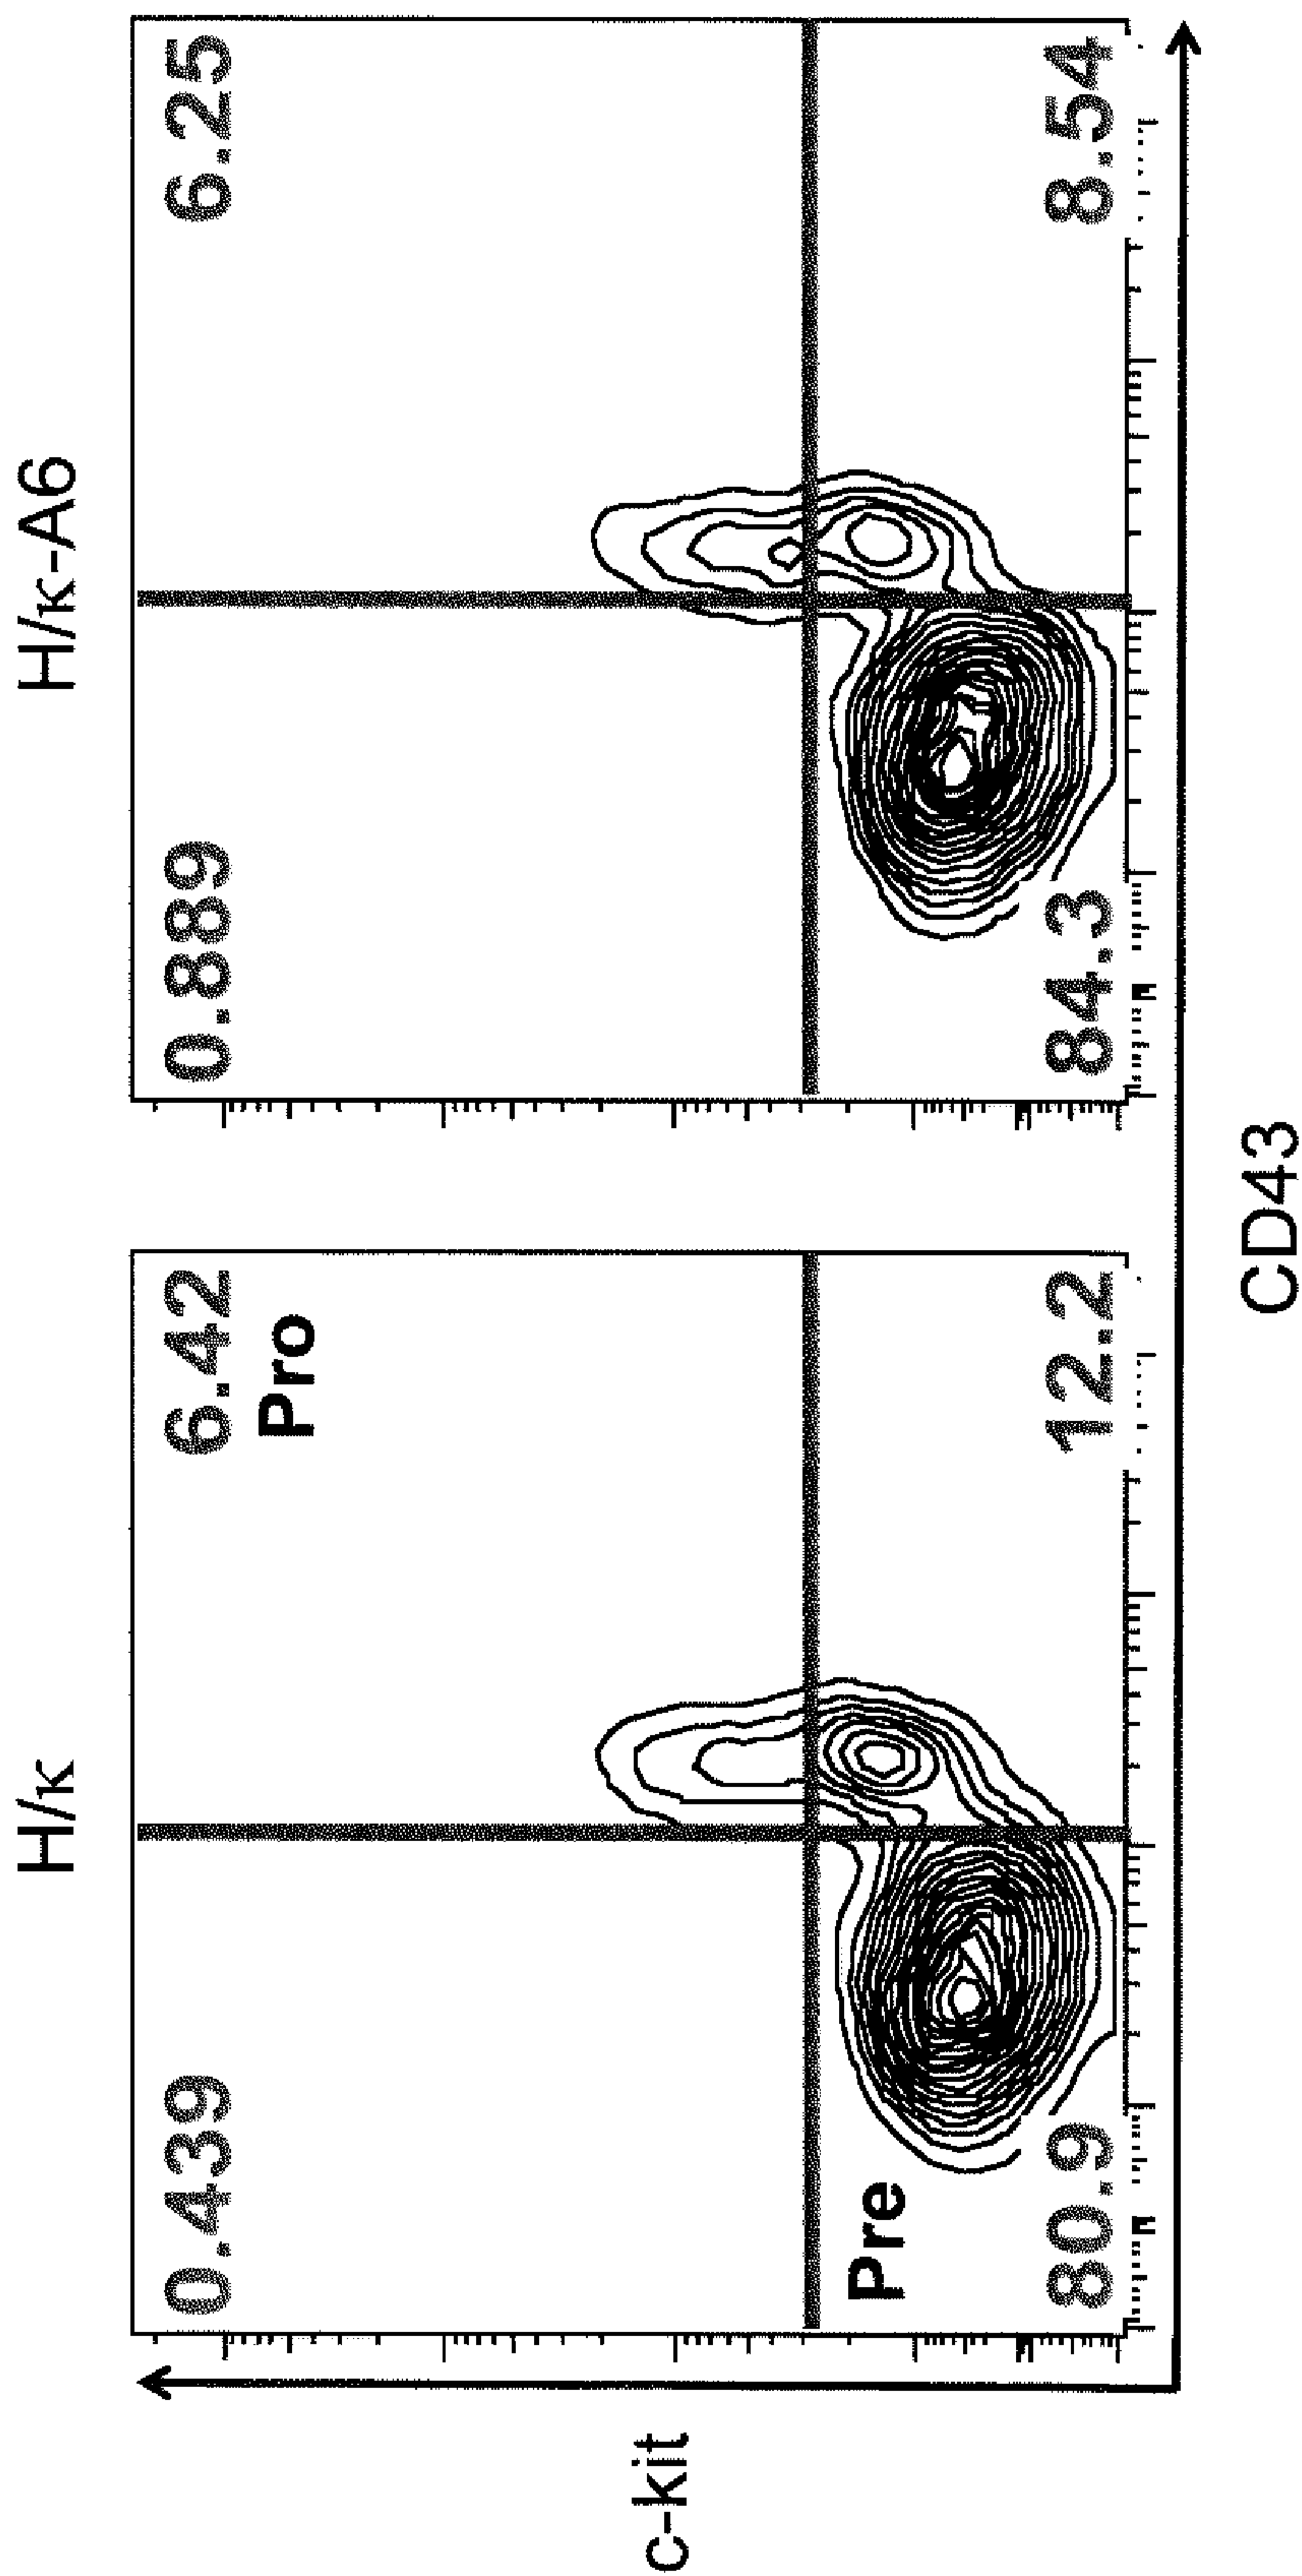 H/κ
H/κ-A6
0.439
6.42
Pro
0.889
6.25
c-kit
Pre
80.9
12.2
84.3
8.54
CD43